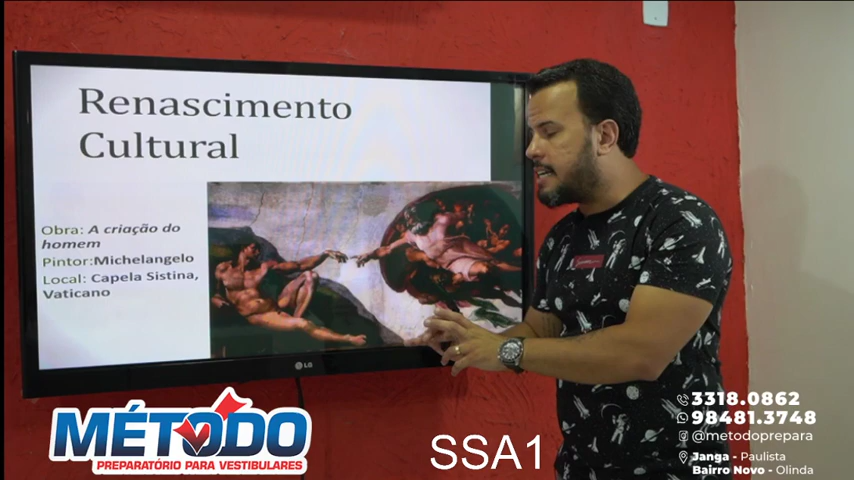 Renascimento
Cultural
Obra: A criação do
homem
Pintor:Michelangelo
Local: Capela Sistina,
Vaticano
LG
MÉTODO
PREPARATÓRIO PARA VESTIBULARES
SSA1
3318.0862
98481.3748
@metodoprepara
Janga - Paulista
Bairro Novo - Olinda